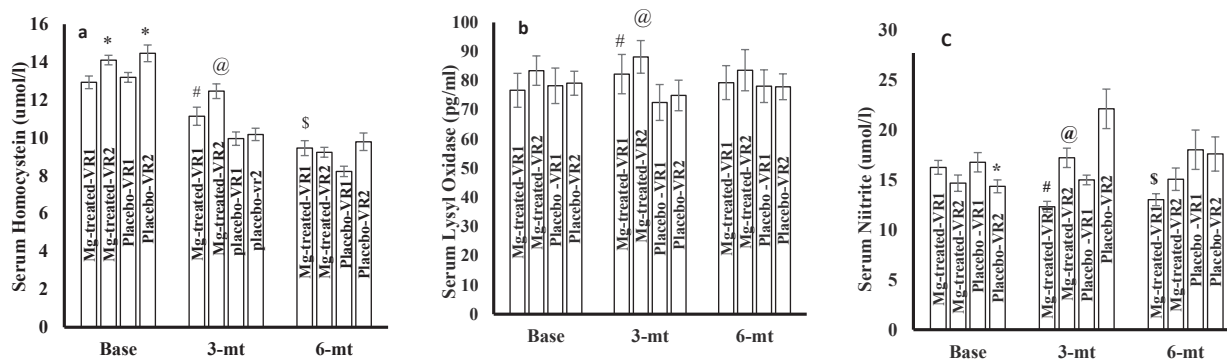 a
Serum Homocystein (umol/l)
16
14
12
10
8
6
4
2
0
* * # @ $
Mg-treated-VR1
Mg-treated-VR2
Placebo-VR1
Placebo-VR2
Mg-treated-VR1
Mg-treated-VR2
placebo-VR1
placebo-vr2
Mg-treated-VR1
Mg-treated-VR2
Placebo-VR1
Placebo-VR2
Base 3-mt 6-mt
b
Serum Lysyl Oxidase (pg/ml)
100
90
80
70
60
50
40
30
20
10
0
# @
Mg-treated-VR1
Mg-treated-VR2
Placebo -VR1
Placebo-VR2
Mg-treated-VR1
Mg-treated-VR2
Placebo -VR1
Placebo-VR2
Mg-treated-VR1
Mg-treated-VR2
Placebo -VR1
Placebo-VR2
Base 3-mt 6-mt
C
Serum Niitrite (umol/l)
30
25
20
15
10
5
0
* # @ $
Mg-treated-VR1
Mg-treated-VR2
Placebo -VR1
Placebo-VR2
Mg-treated-VR1
Mg-treated-VR2
Placebo -VR1
Placebo-VR2
Mg-treated-VR1
Mg-treated-VR2
Placebo -VR1
Placebo-VR2
Base 3-mt 6-mt